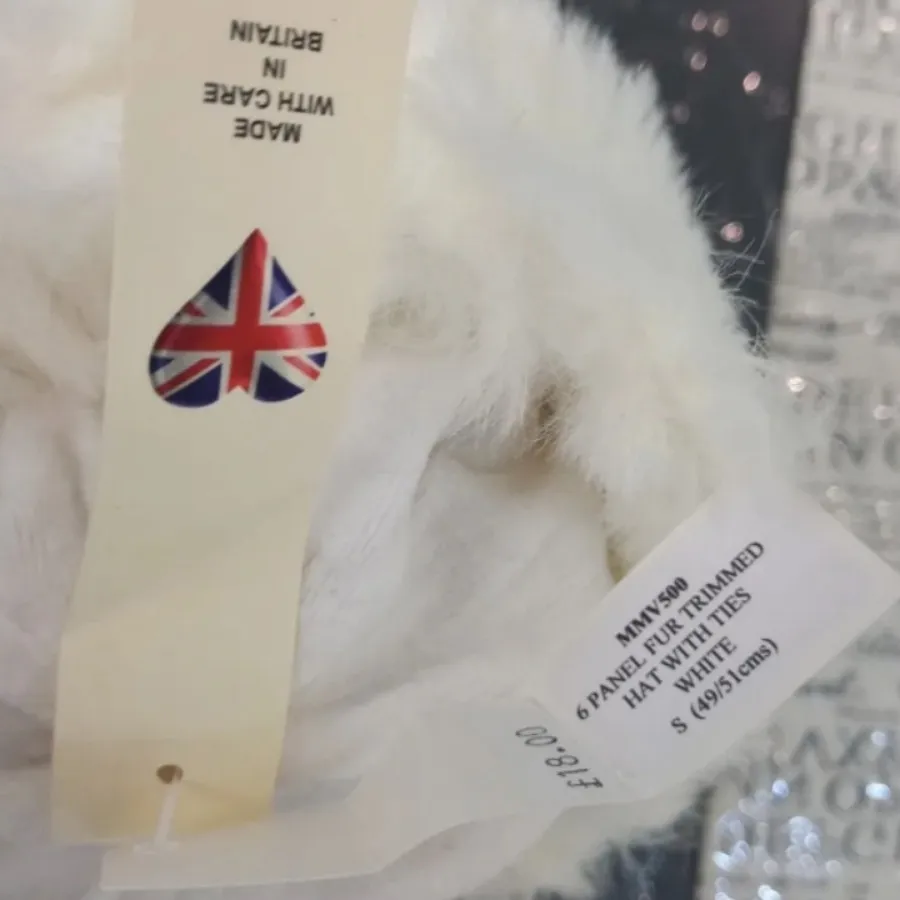 MADE
WITH CARE
IN
BRITAIN
MMV500
6 PANEL FUR TRIMMED
HAT WITH TIES
WHITE
S (49/51cms)
£18.00